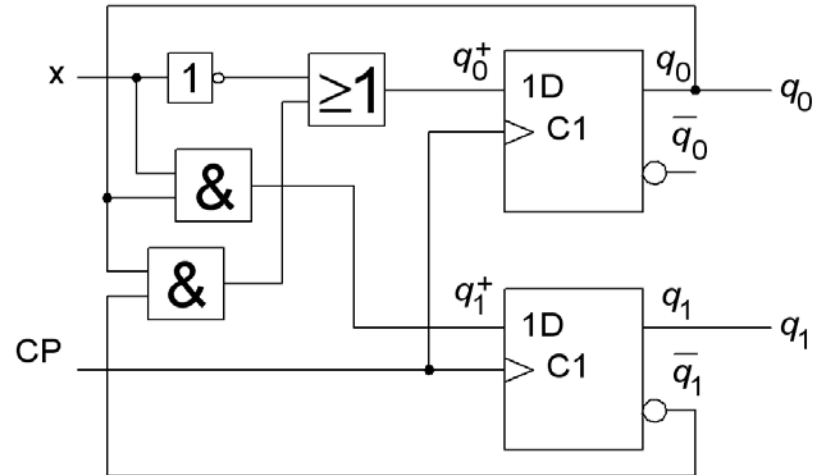 x
1
≥1
q₀⁺
1D
C1
q₀
q̅₀
q₀
&
&
CP
q₁⁺
1D
C1
q₁
q̅₁
q₁